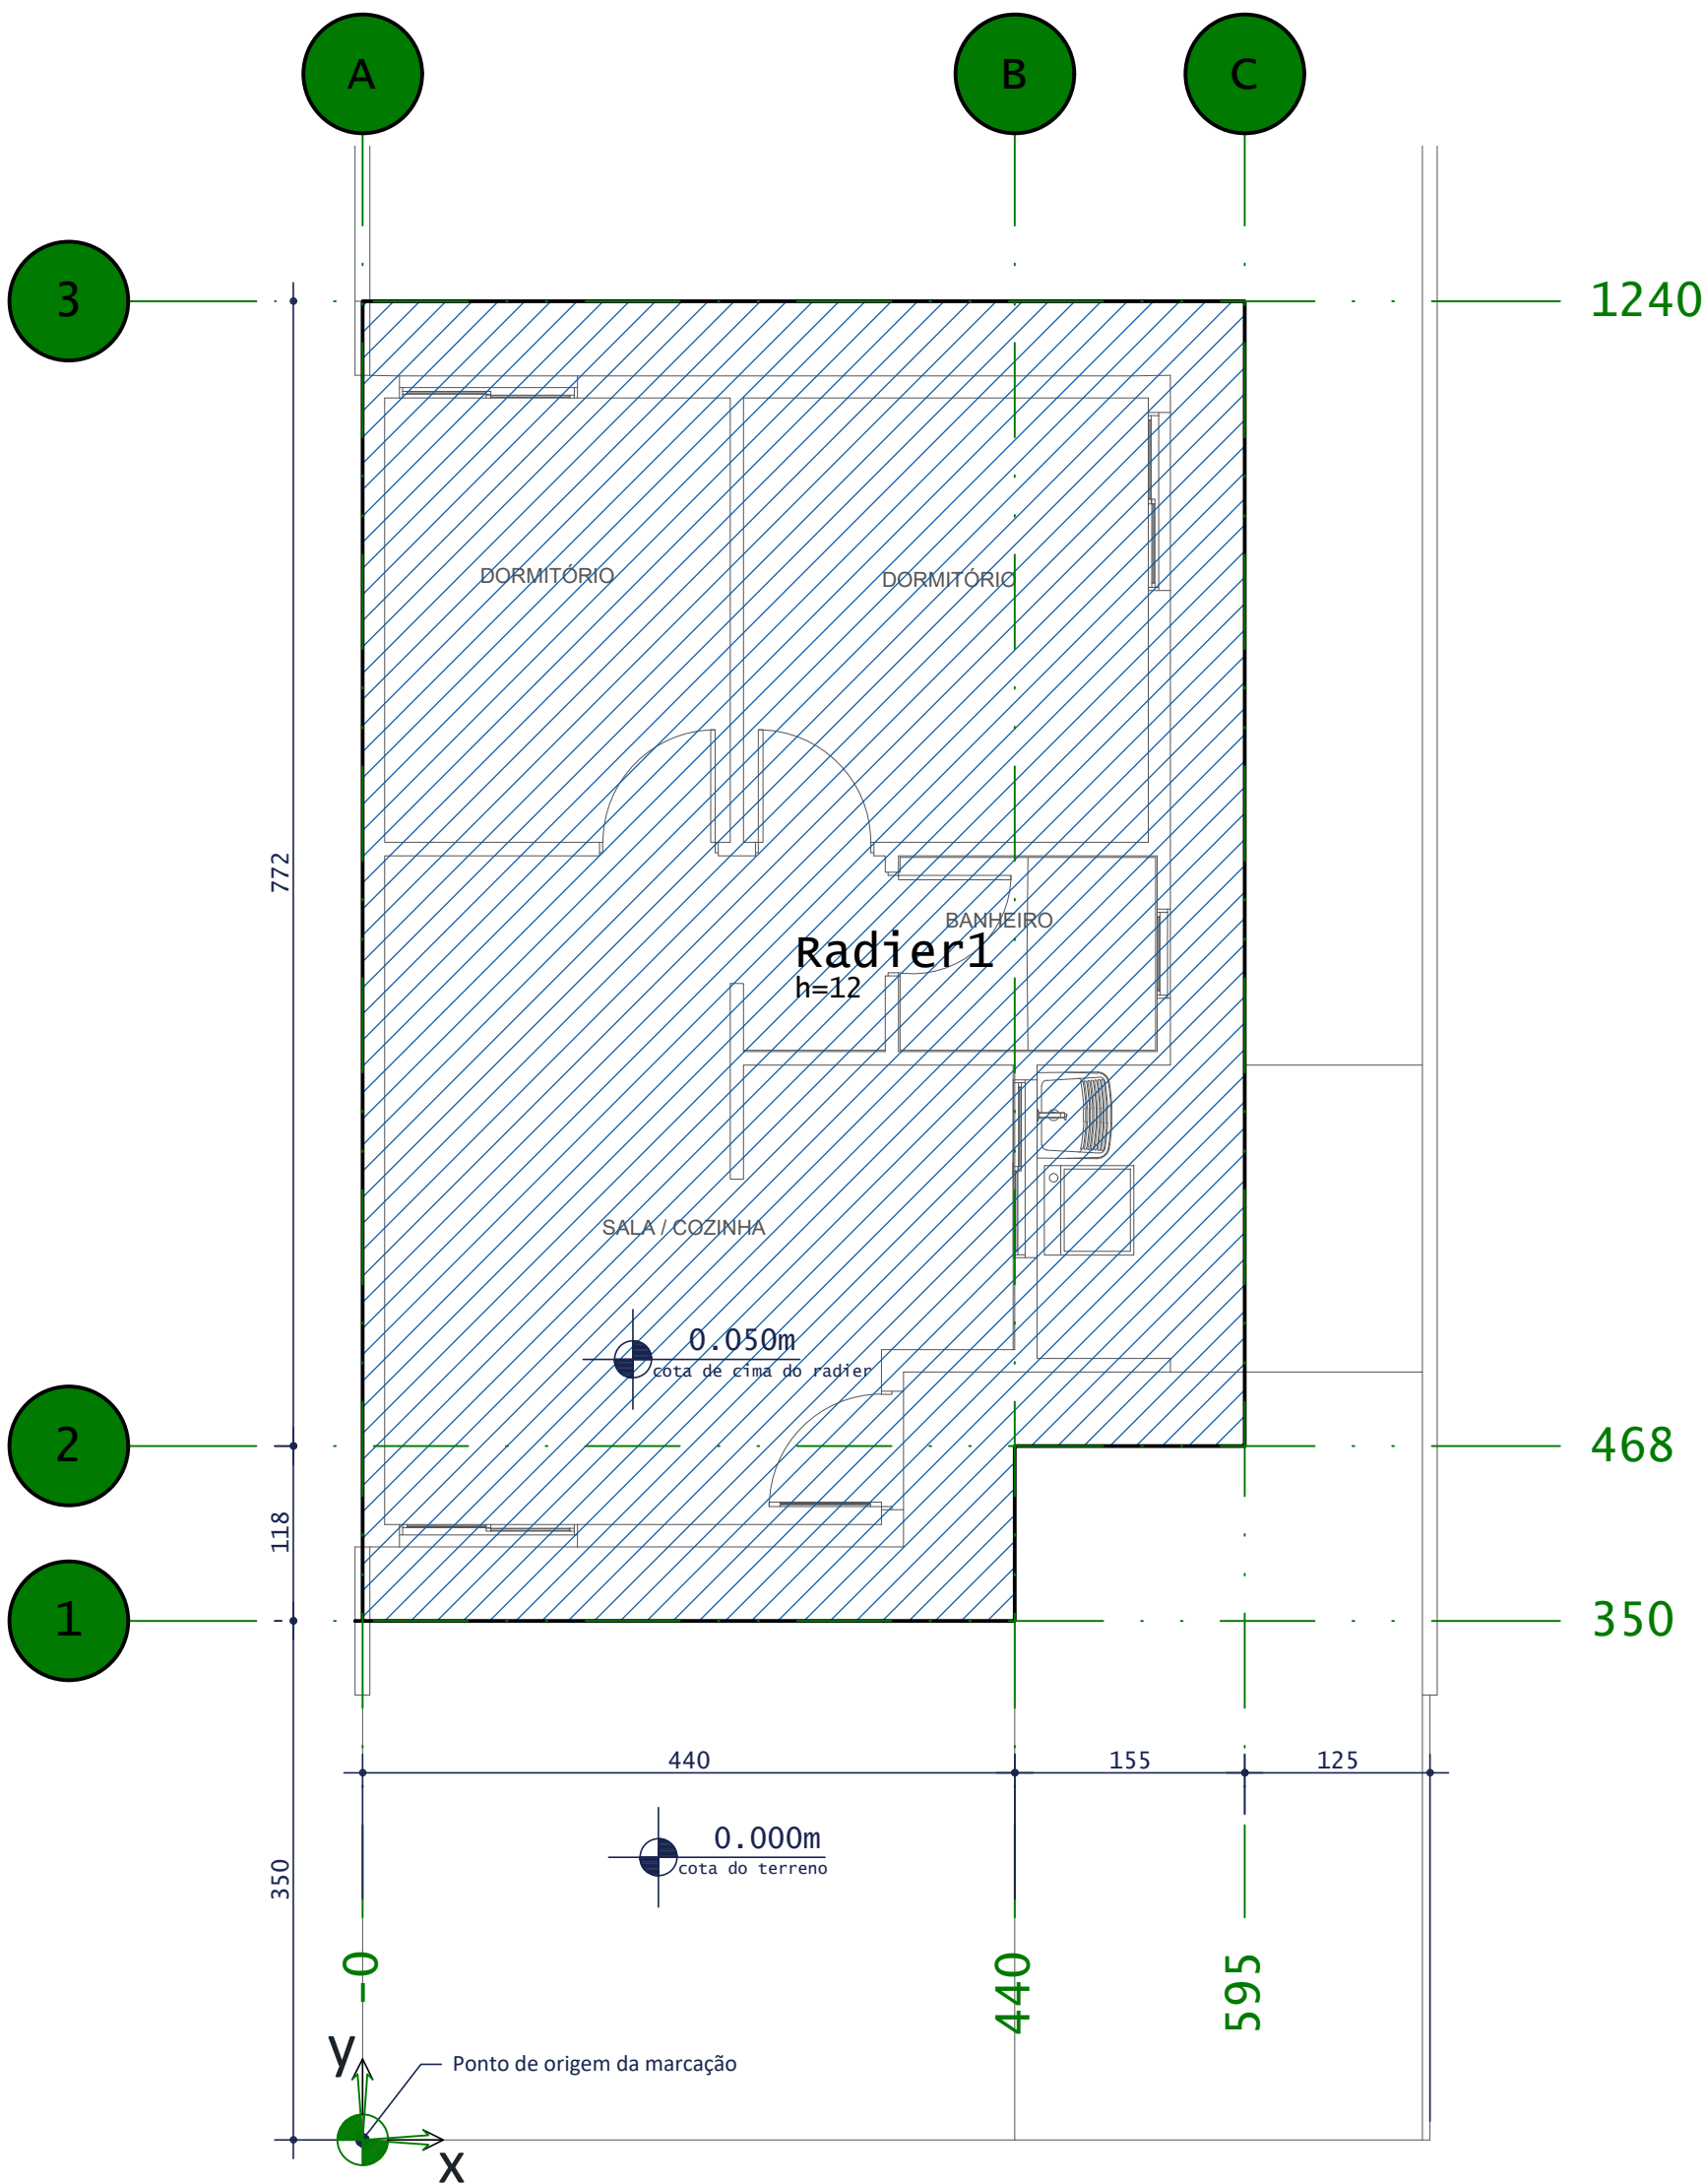 A
B
C
3
1240
DORMITÓRIO
DORMITÓRIO
772
BANHEIRO
Radier1
h=12
SALA / COZINHA
0.050m
cota de cima do radier
2
468
118
1
350
440
155
125
0.000m
cota do terreno
350
-0
440
595
y
Ponto de origem da marcação
x